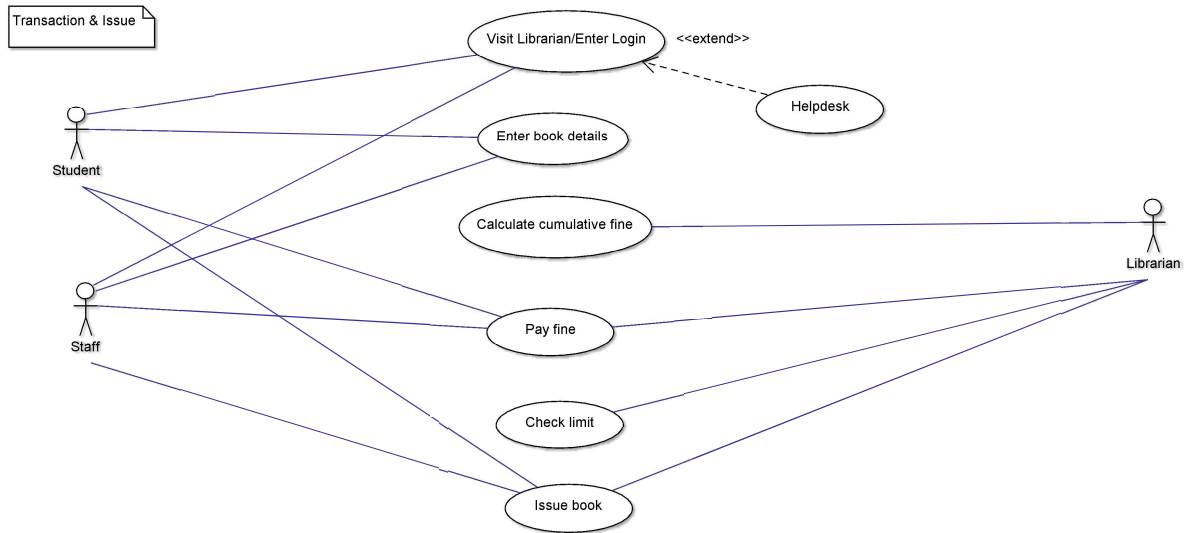 Transaction & Issue
Visit Librarian/Enter Login
<<extend>>
Helpdesk
Enter book details
Student
Calculate cumulative fine
Librarian
Pay fine
Staff
Check limit
Issue book